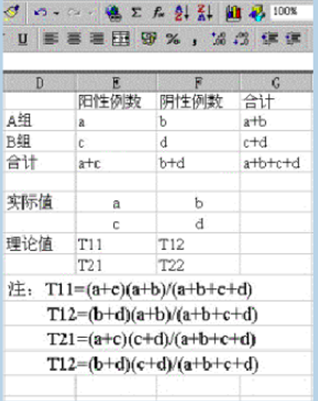 100%
U % ,
D E F G
阳性例数 阴性例数 合计
A组 a b a+b
B组 c d c+d
合计 a+c b+d a+b+c+d
实际值 a b
c d
理论值 T11 T12
T21 T22
注: T11=(a+c)(a+b)/(a+b+c+d)
T12=(b+d)(a+b)/(a+b+c+d)
T21=(a+c)(c+d)/(a+b+c+d)
T12=(b+d)(c+d)/(a+b+c+d)